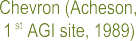 Chevron (Acheson,
1st AGI site, 1989)